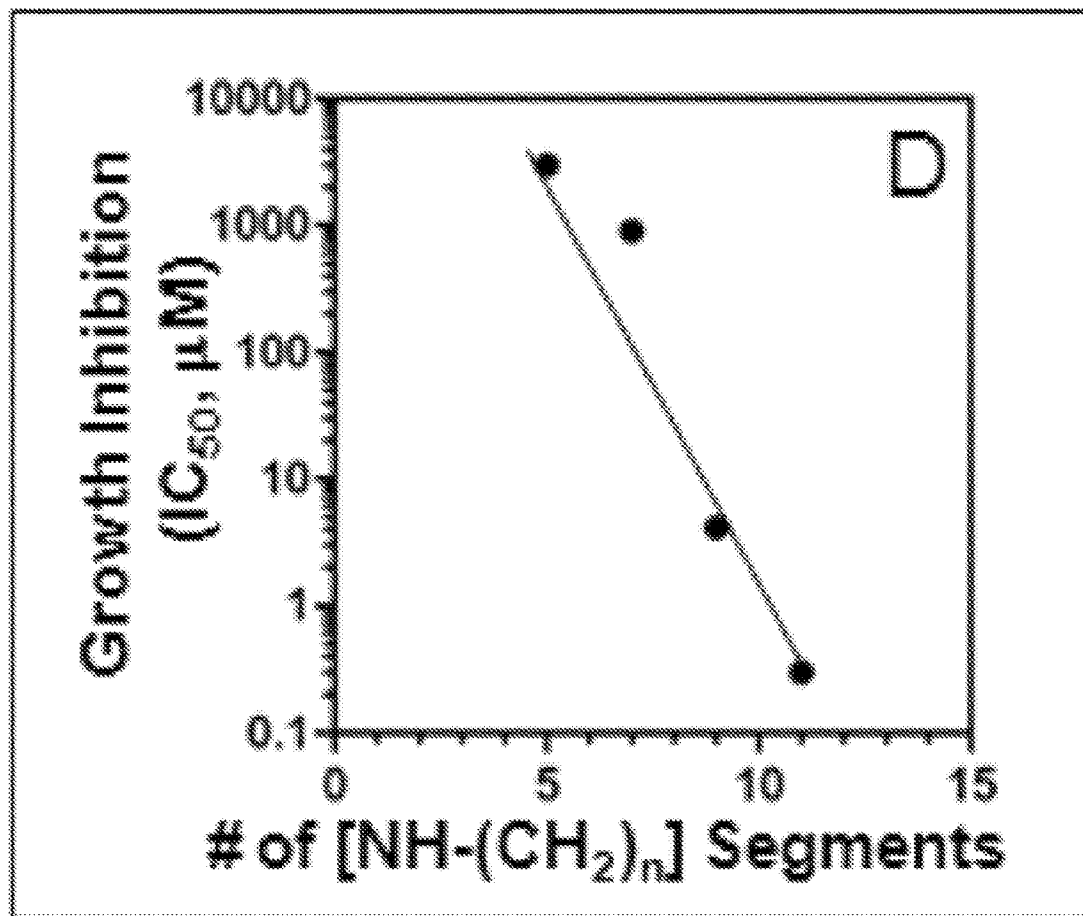 D
Growth Inhibition
(IC₅₀, μM)
10000
1000
100
10
1
0.1
0 5 10 15
# of [NH-(CH₂)ₙ] Segments